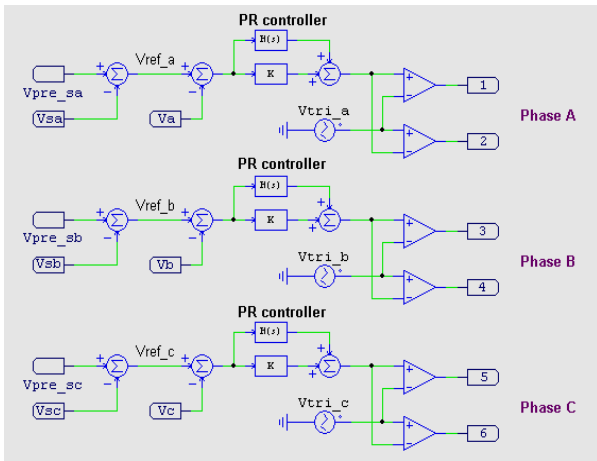 PR controller
H(s)
Vref_a
K
Vpre_sa
Vsa
Va
Vtri_a
1
2
Phase A
PR controller
H(s)
Vref_b
K
Vpre_sb
Vsb
Vb
Vtri_b
3
4
Phase B
PR controller
H(s)
Vref_c
K
Vpre_sc
Vsc
Vc
Vtri_c
5
6
Phase C